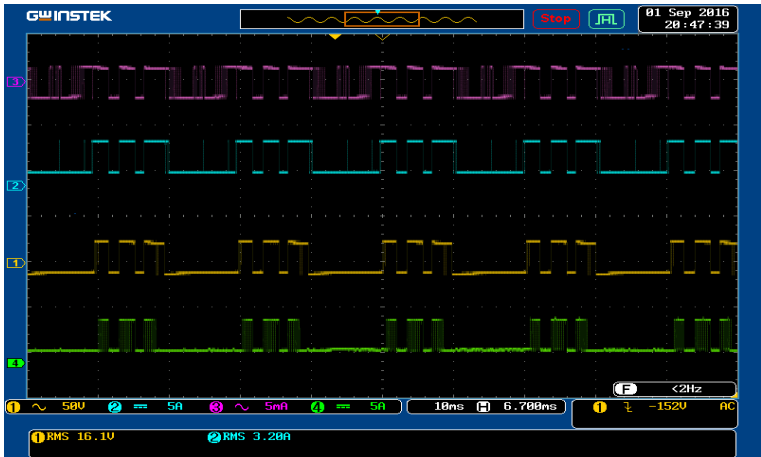 GWINSTEK Stop 01 Sep 2016
20:47:39
3
2
1
4
F <2Hz
1 50V 2 5A 3 5mA 4 5A 10ms H 6.700ms 1 -152V AC
1 RMS 16.1V 2 RMS 3.20A